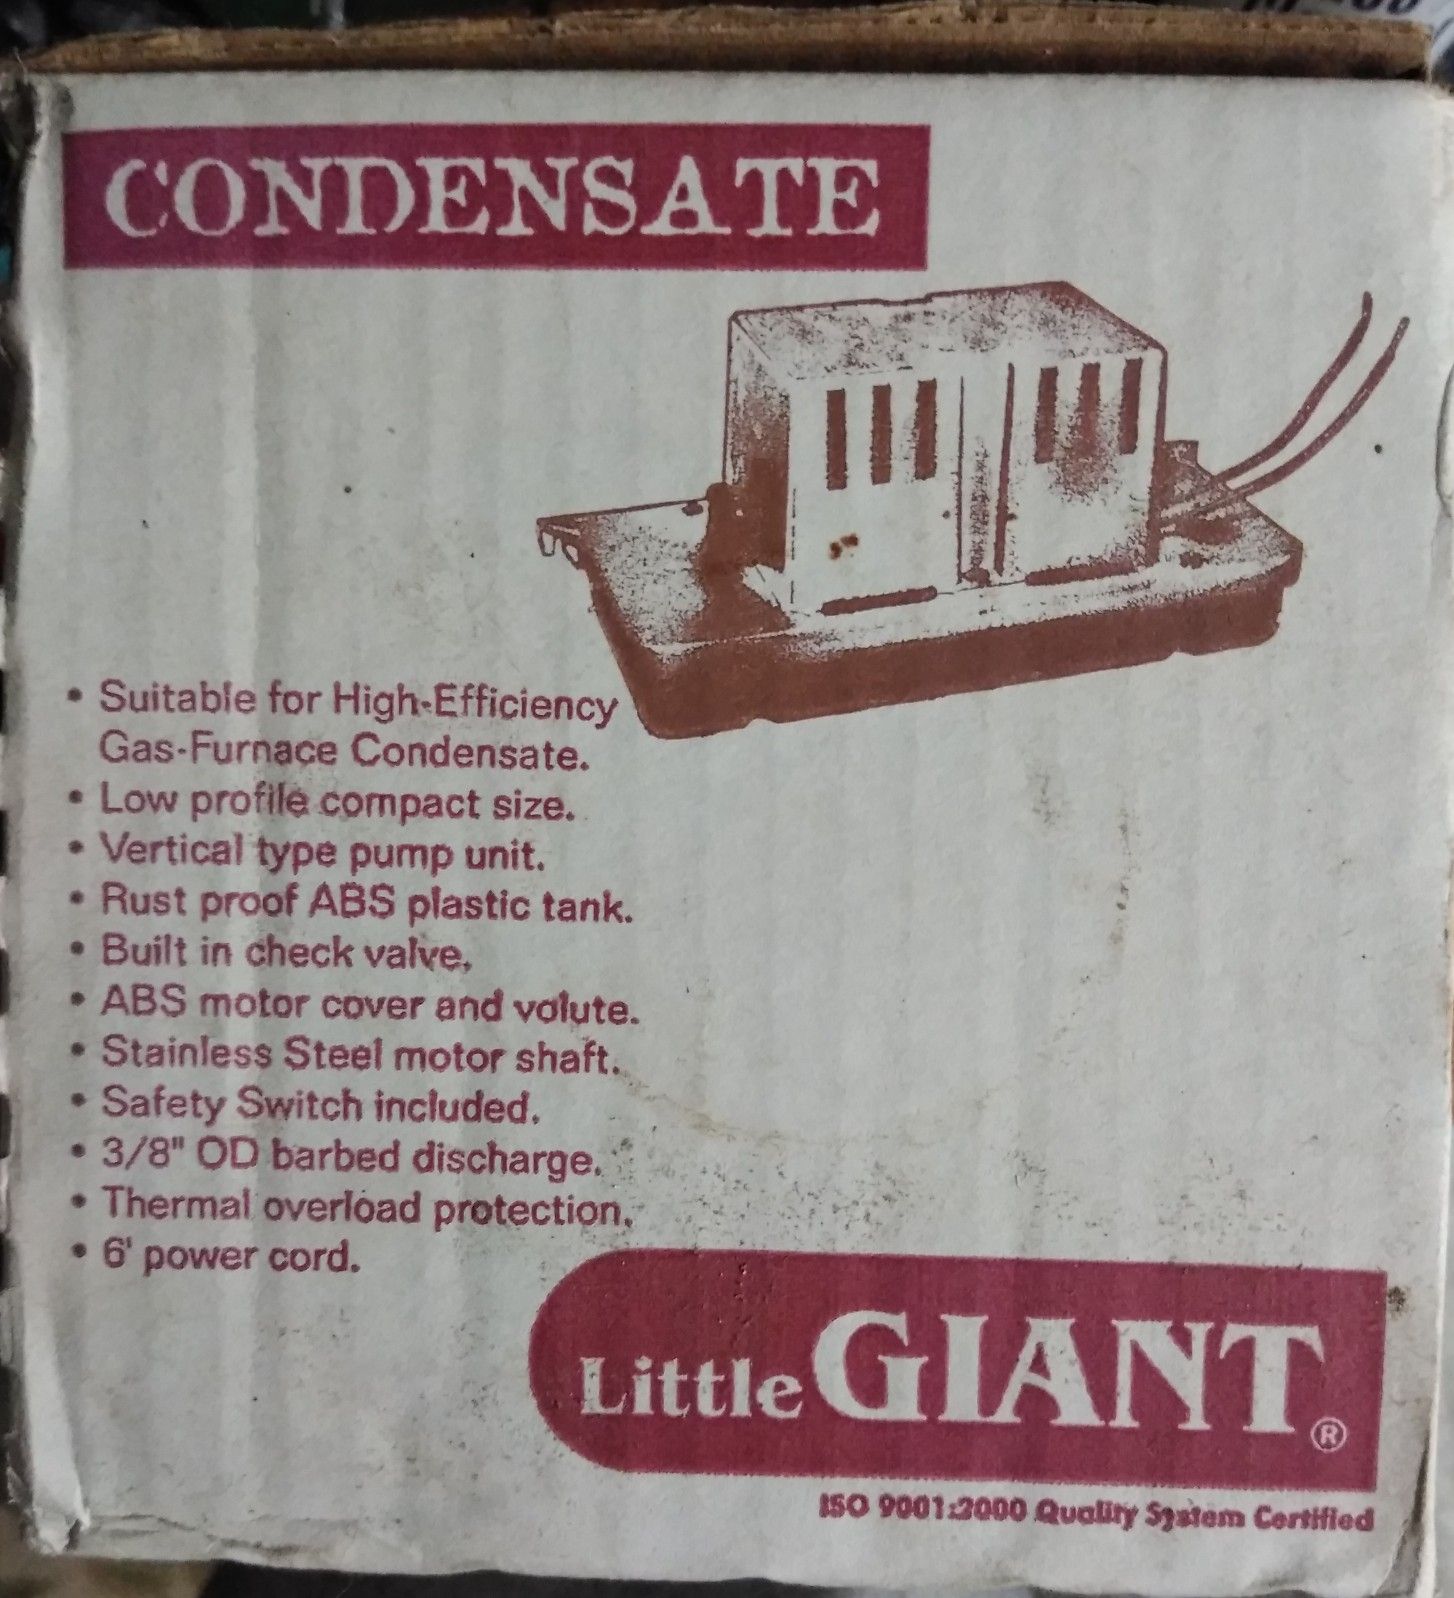 CONDENSATE
• Suitable for High-Efficiency
Gas-Furnace Condensate.
• Low profile compact size.
• Vertical type pump unit.
• Rust proof ABS plastic tank.
• Built in check valve.
• ABS motor cover and volute.
• Stainless Steel motor shaft.
• Safety Switch included.
• 3/8" OD barbed discharge.
• Thermal overload protection.
• 6' power cord.
Little GIANT®
ISO 9001:2000 Quality System Certified